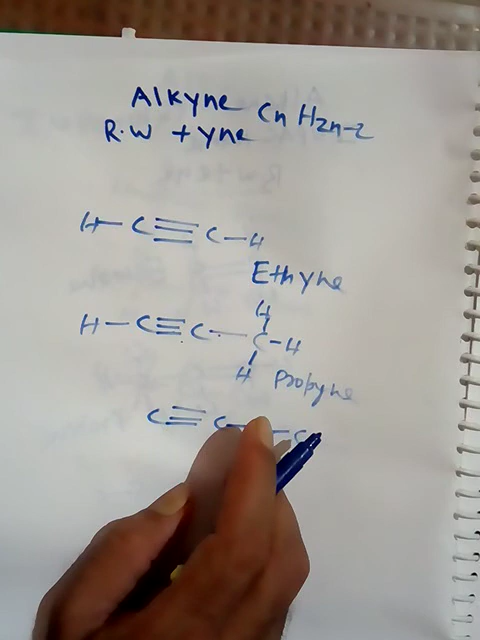 Alkyne CnH2n-2
R.W + yne
H-C≡C-H
Ethyne
H
H-C≡C-C-H
H
Propyne
C≡C- -C